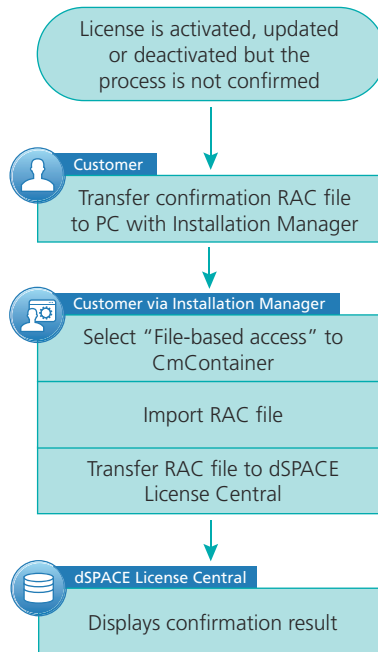 License is activated, updated
or deactivated but the
process is not confirmed
Customer
Transfer confirmation RAC file
to PC with Installation Manager
Customer via Installation Manager
Select “File-based access” to
CmContainer
Import RAC file
Transfer RAC file to dSPACE
License Central
dSPACE License Central
Displays confirmation result